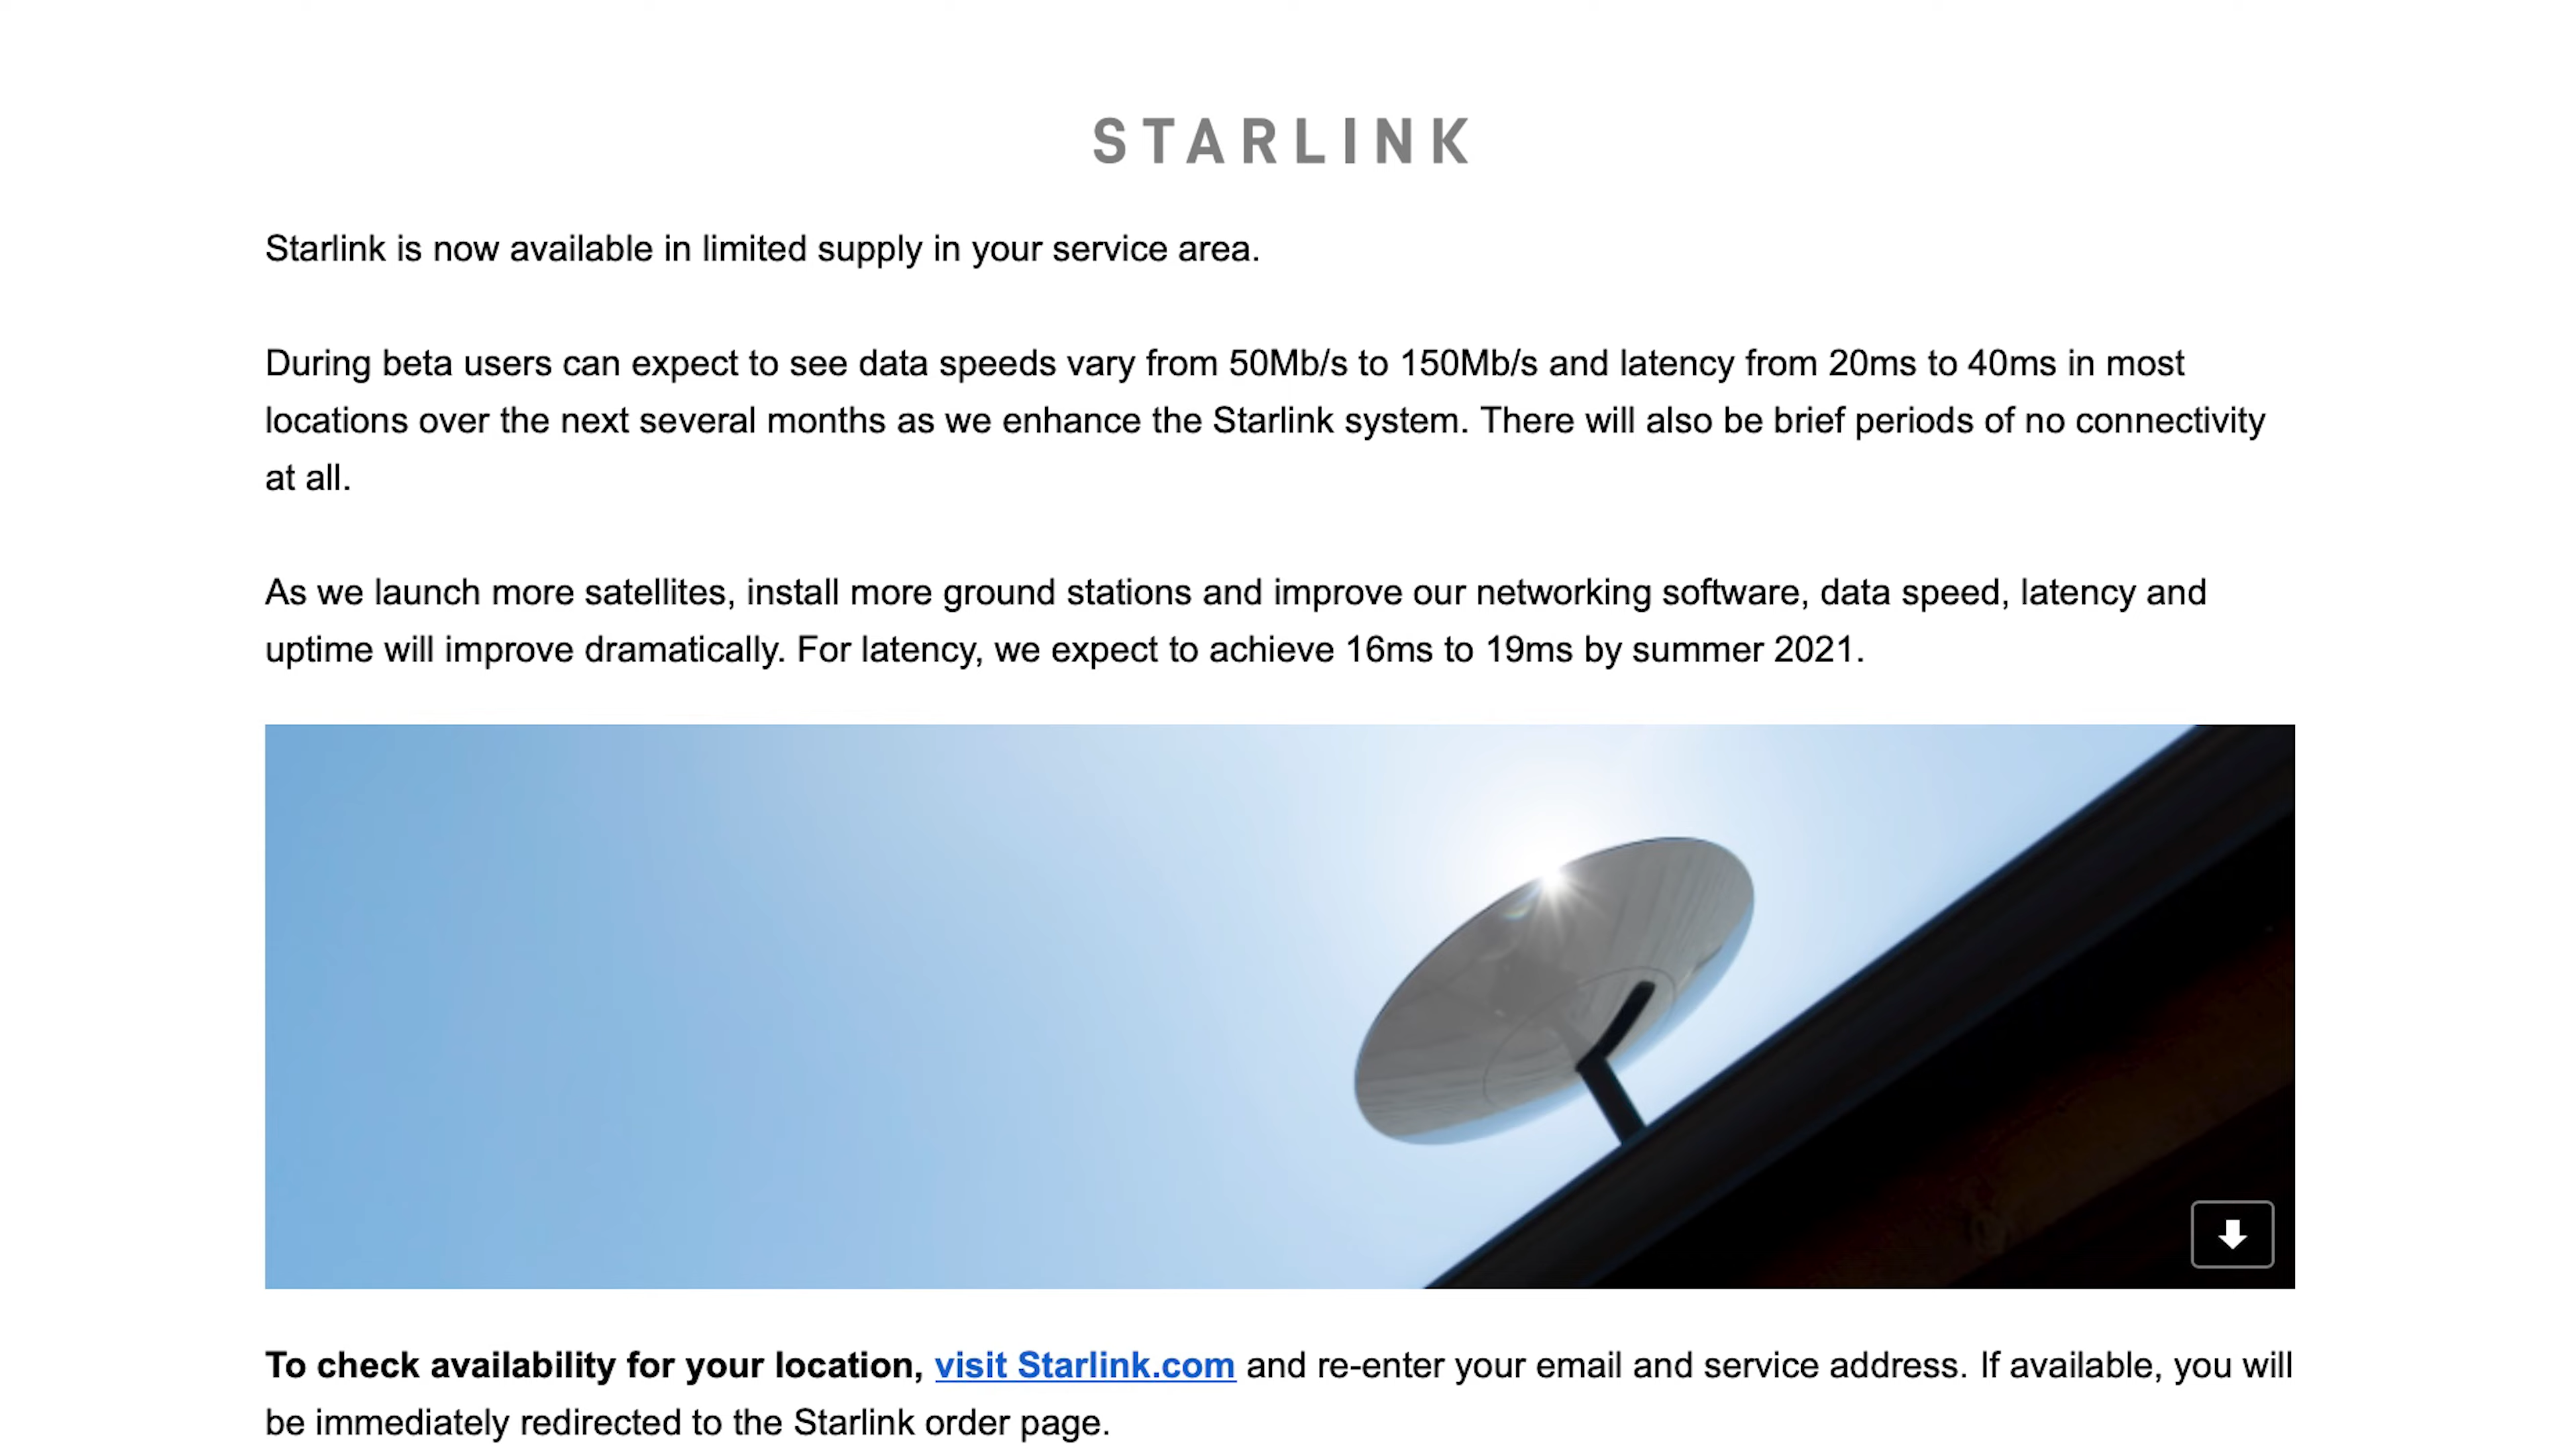 STARLINK
Starlink is now available in limited supply in your service area.
During beta users can expect to see data speeds vary from 50Mb/s to 150Mb/s and latency from 20ms to 40ms in most
locations over the next several months as we enhance the Starlink system. There will also be brief periods of no connectivity
at all.
As we launch more satellites, install more ground stations and improve our networking software, data speed, latency and
uptime will improve dramatically. For latency, we expect to achieve 16ms to 19ms by summer 2021.
To check availability for your location, visit Starlink.com and re-enter your email and service address. If available, you will
be immediately redirected to the Starlink order page.